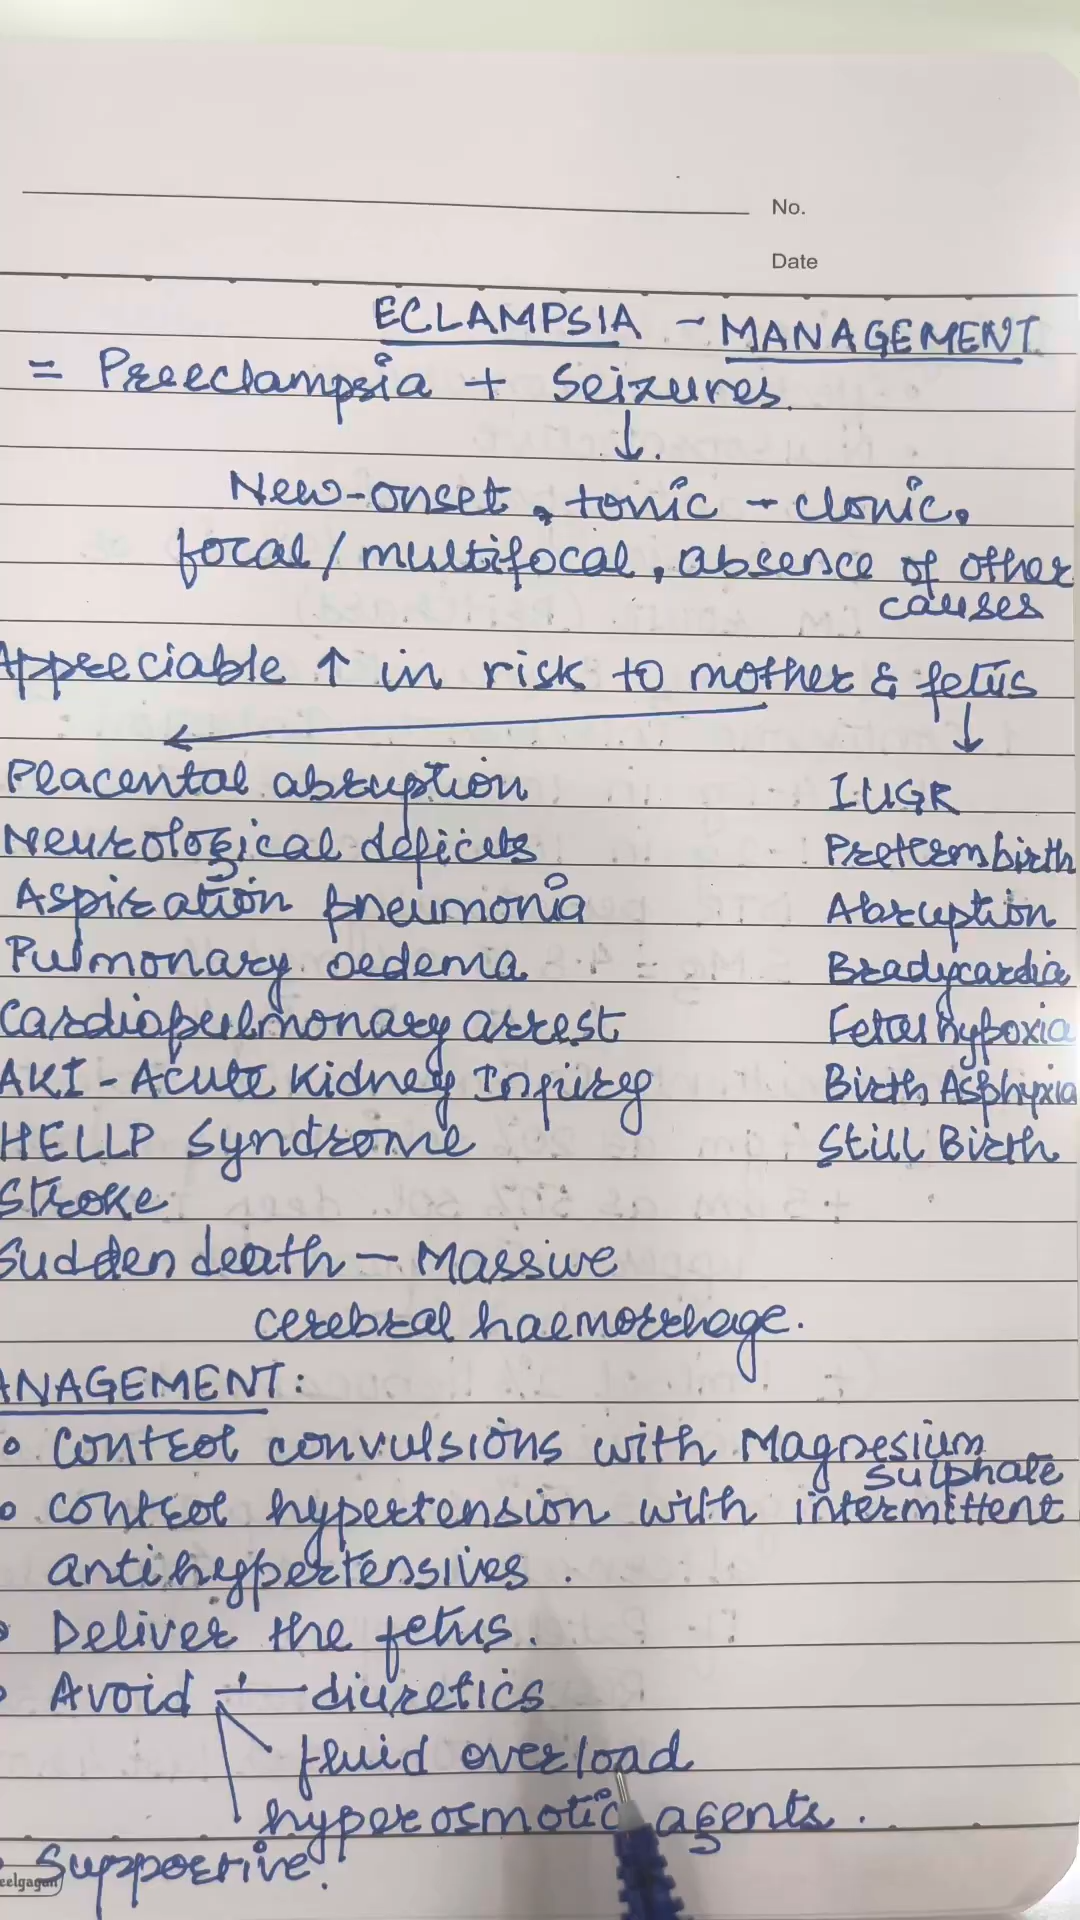 No.
Date
ECLAMPSIA - MANAGEMENT
= Preeclampsia + Seizures.
↓.
New-onset, tonic - clonic,
focal/multifocal, absence of other
causes
Appreciable ↑ in risk to mother & fetus
Placental abruption IUGR
Neurological deficits Preterm birth
Aspiration pneumonia Abruption
Pulmonary oedema Bradycardia
Cardiopulmonary arrest Fetal hypoxia
AKI - Acute Kidney Injury Birth Asphyxia
HELLP Syndrome Still Birth
Stroke
Sudden death - Massive
cerebral haemorrhage.
ANAGEMENT:
• Control convulsions with Magnesium
Sulphate
• Control hypertension with intermittent
antihypertensives.
• Deliver the fetus.
• Avoid - diuretics
fluid overload
hyperosmotic agents.
• Supportive.
eelgagan